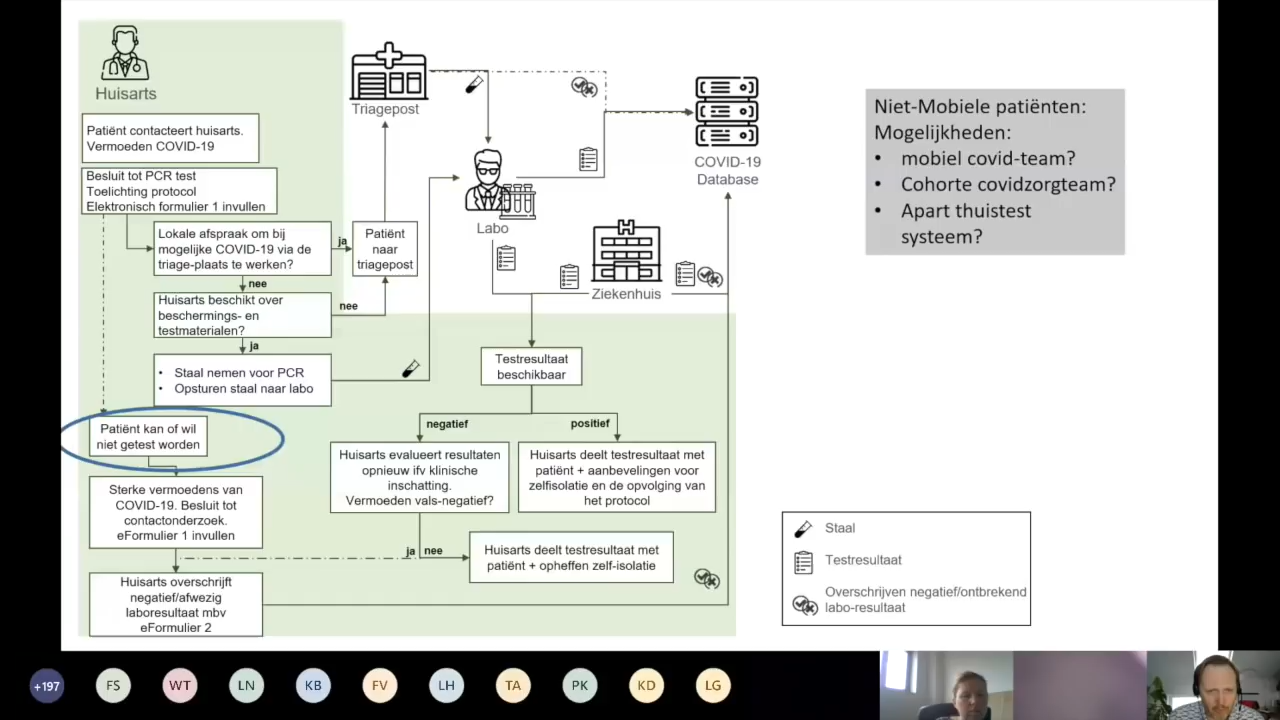 Huisarts
Patiënt contacteert huisarts.
Vermoeden COVID-19
Besluit tot PCR test
Toelichting protocol
Elektronisch formulier 1 invullen
Lokale afspraak om bij
mogelijke COVID-19 via de
triage-plaats te werken?
ja
Patiënt
naar
triagepost
nee
Huisarts beschikt over
beschermings- en
testmaterialen?
nee
ja
• Staal nemen voor PCR
• Opsturen staal naar labo
Patiënt kan of wil
niet getest worden
Sterke vermoedens van
COVID-19. Besluit tot
contactonderzoek.
eFormulier 1 invullen
Huisarts overschrijft
negatief/afwezig
laboresultaat mbv
eFormulier 2
Triagepost
Labo
Ziekenhuis
COVID-19
Database
Testresultaat
beschikbaar
negatief
positief
Huisarts evalueert resultaten
opnieuw ifv klinische
inschatting.
Vermoeden vals-negatief?
Huisarts deelt testresultaat met
patiënt + aanbevelingen voor
zelfisolatie en de opvolging van
het protocol
ja
nee
Huisarts deelt testresultaat met
patiënt + opheffen zelf-isolatie
Niet-Mobiele patiënten:
Mogelijkheden:
• mobiel covid-team?
• Cohorte covidzorgteam?
• Apart thuistest
systeem?
Staal
Testresultaat
Overschrijven negatief/ontbrekend
labo-resultaat
+197
FS
WT
LN
KB
FV
LH
TA
PK
KD
LG